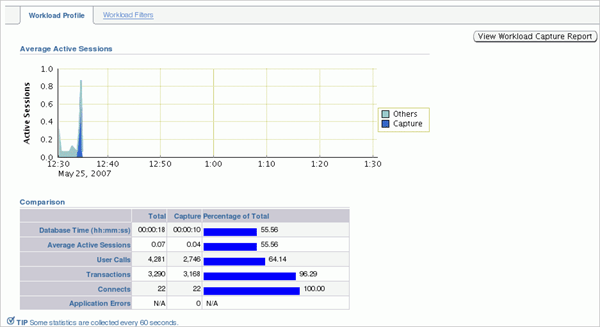 Workload Profile Workload Filters
View Workload Capture Report
Average Active Sessions
Active Sessions
1.0
0.8
0.6
0.4
0.2
0.0
12:30 12:40 12:50 1:00 1:10 1:20 1:30
May 25, 2007
Others
Capture
Comparison
Total Capture Percentage of Total
Database Time (hh:mm:ss) 00:00:18 00:00:10 55.56
Average Active Sessions 0.07 0.04 55.56
User Calls 4,281 2,746 64.14
Transactions 3,290 3,168 96.29
Connects 22 22 100.00
Application Errors N/A 0 N/A
TIP Some statistics are collected every 60 seconds.